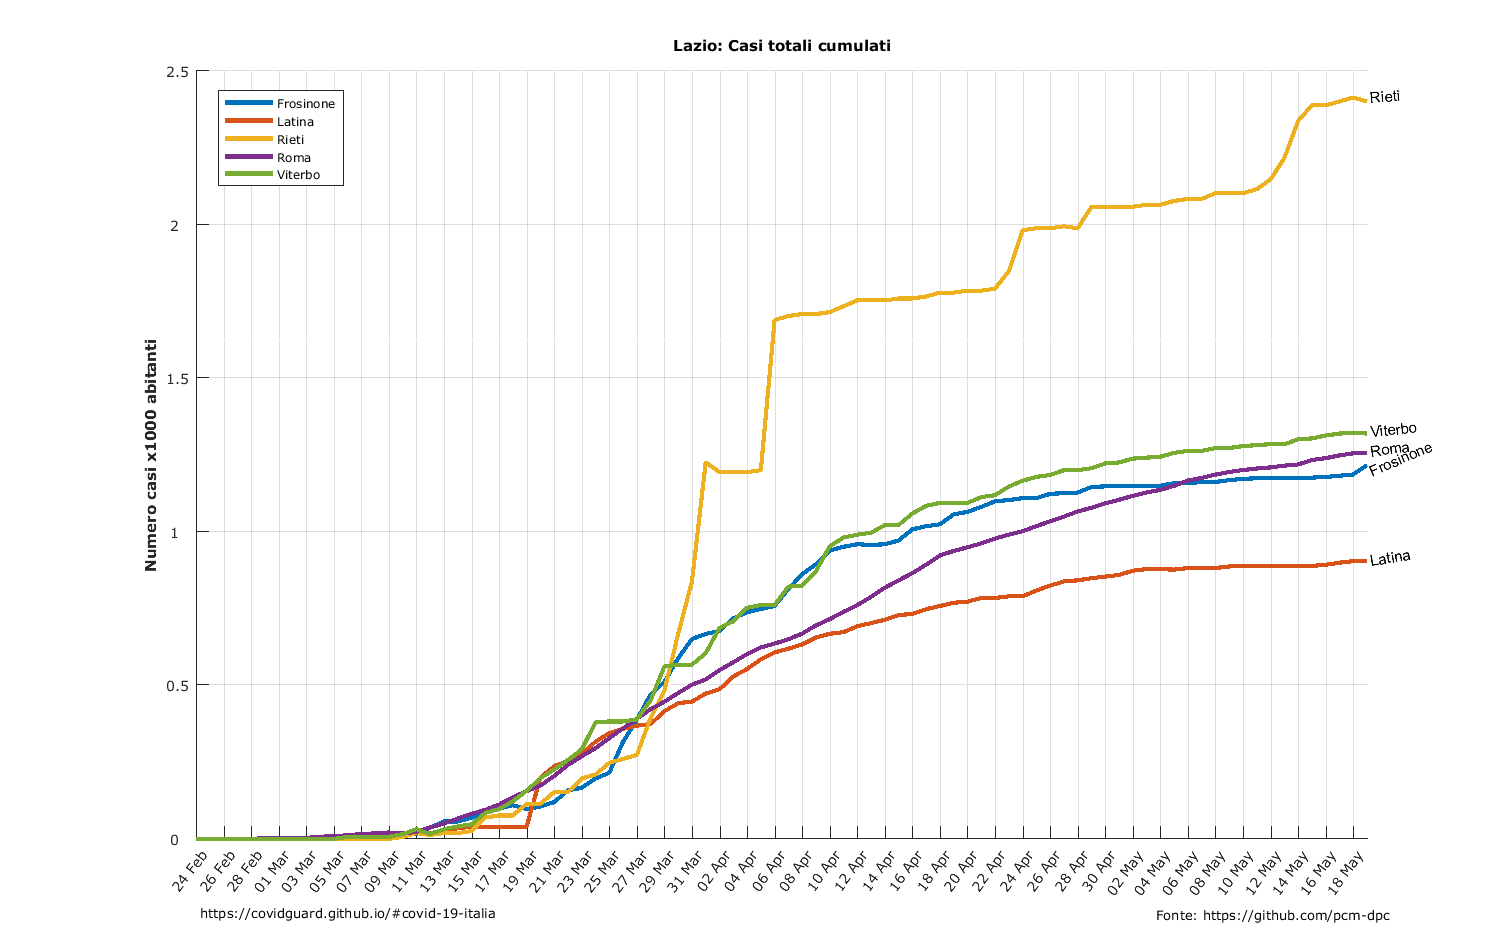 Lazio: Casi totali cumulati
Numero casi x1000 abitanti
2.5
2
1.5
1
0.5
0
Frosinone
Latina
Rieti
Roma
Viterbo
Rieti
Viterbo
Roma
Frosinone
Latina
24 Feb
26 Feb
28 Feb
01 Mar
03 Mar
05 Mar
07 Mar
09 Mar
11 Mar
13 Mar
15 Mar
17 Mar
19 Mar
21 Mar
23 Mar
25 Mar
27 Mar
29 Mar
31 Mar
02 Apr
04 Apr
06 Apr
08 Apr
10 Apr
12 Apr
14 Apr
16 Apr
18 Apr
20 Apr
22 Apr
24 Apr
26 Apr
28 Apr
30 Apr
02 May
04 May
06 May
08 May
10 May
12 May
14 May
16 May
18 May
https://covidguard.github.io/#covid-19-italia
Fonte: https://github.com/pcm-dpc